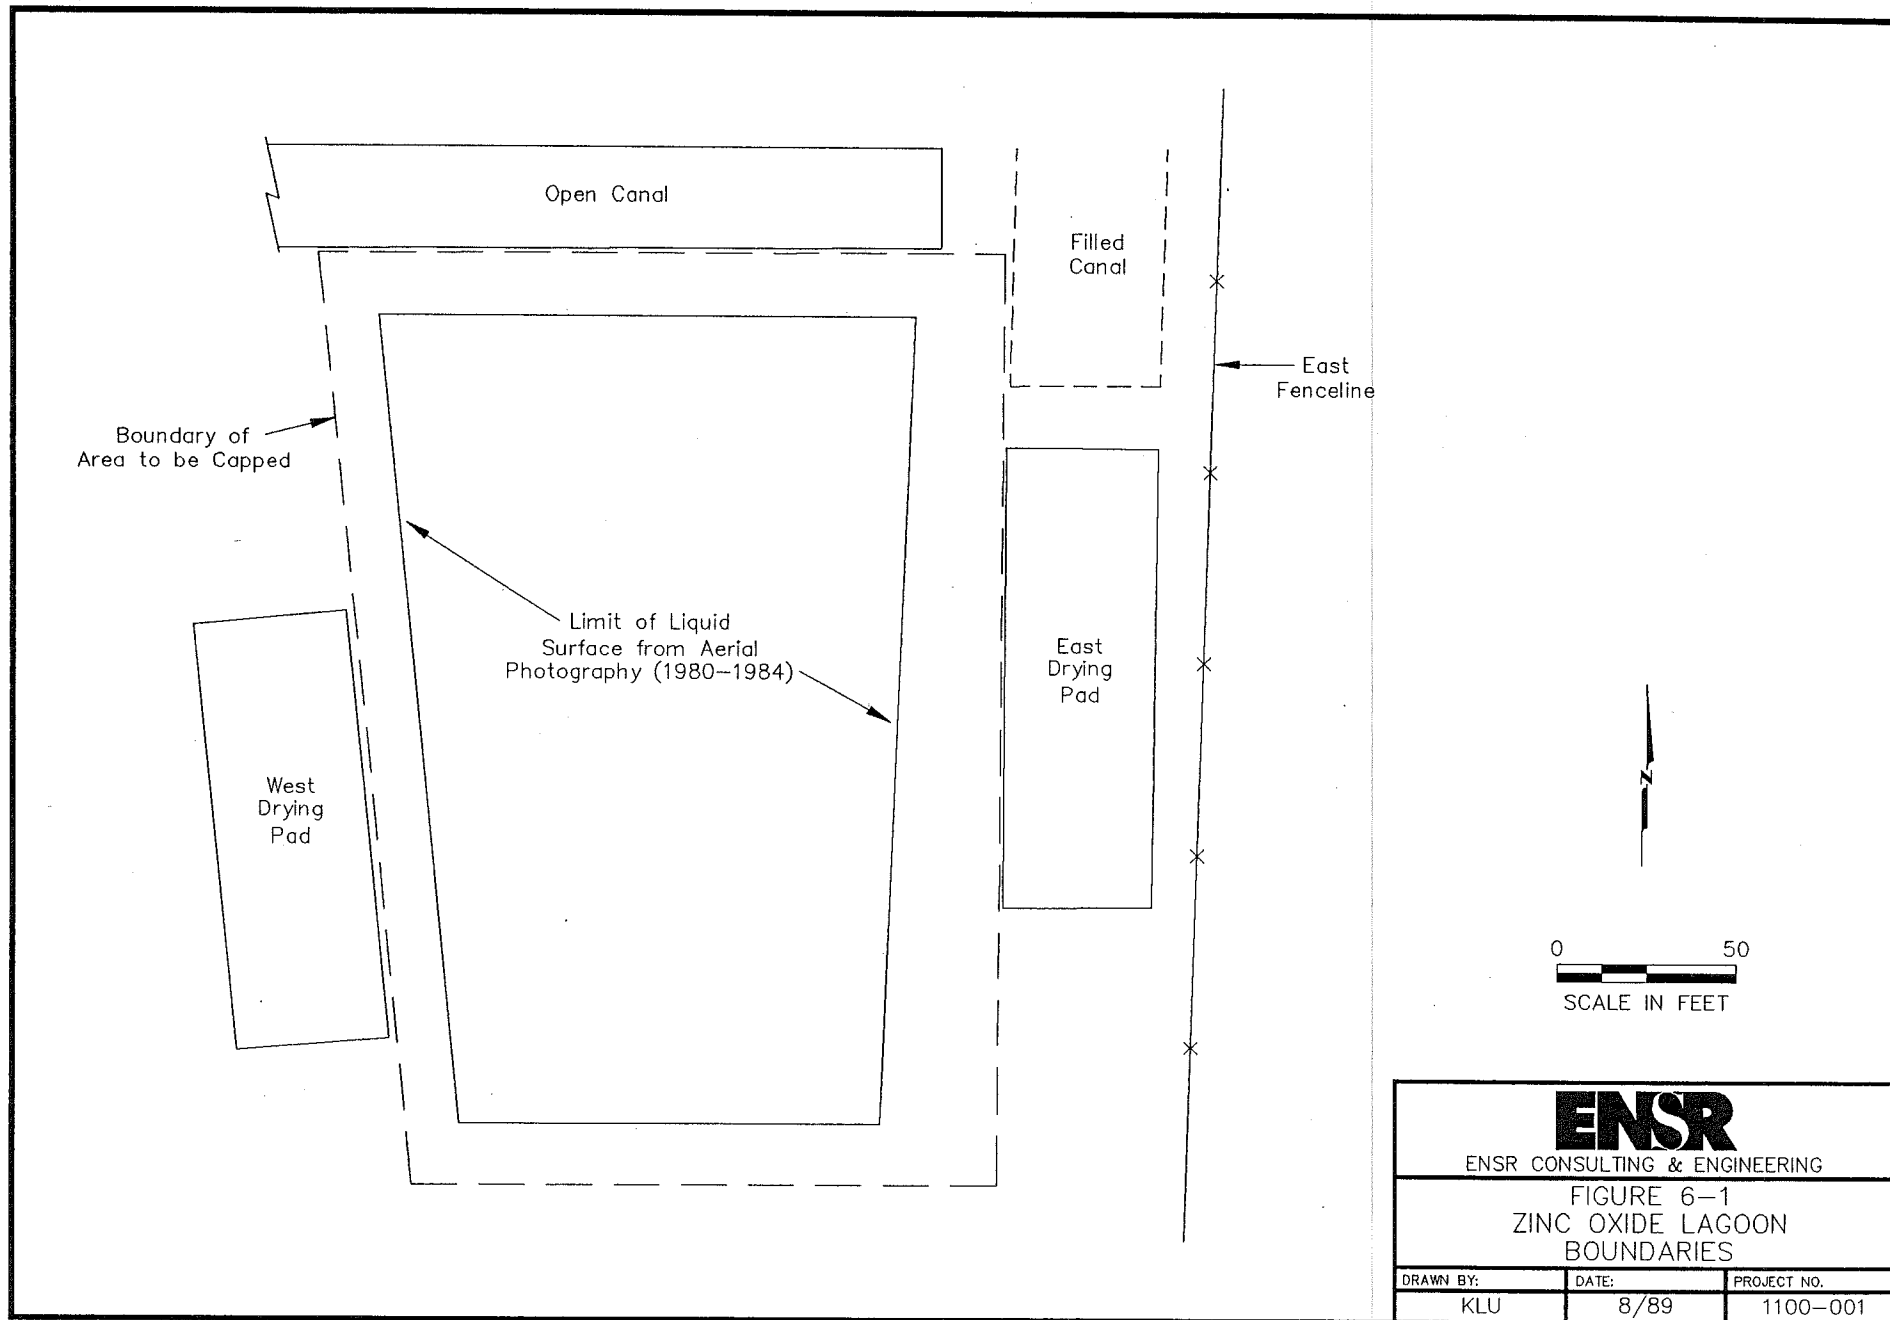 Open Canal
Filled
Canal
East
Fenceline
Boundary of
Area to be Capped
Limit of Liquid
Surface from Aerial
Photography (1980–1984)
East
Drying
Pad
West
Drying
Pad
N
0 50
SCALE IN FEET
ENSR
ENSR CONSULTING & ENGINEERING
FIGURE 6–1
ZINC OXIDE LAGOON
BOUNDARIES
DRAWN BY: DATE: PROJECT NO.
KLU 8/89 1100–001